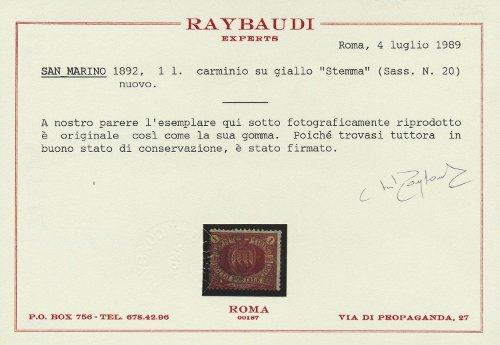 RAYBAUDI
EXPERTS
Roma, 4 luglio 1989
SAN MARINO 1892, 1 l. carminio su giallo "Stemma" (Sass. N. 20)
nuovo.
A nostro parere l'esemplare qui sotto fotograficamente riprodotto
è originale così come la sua gomma. Poiché trovasi tuttora in
buono stato di conservazione, è stato firmato.
ROMA
00187
P.O. BOX 756 - TEL. 678.42.96
VIA DI PROPAGANDA, 27